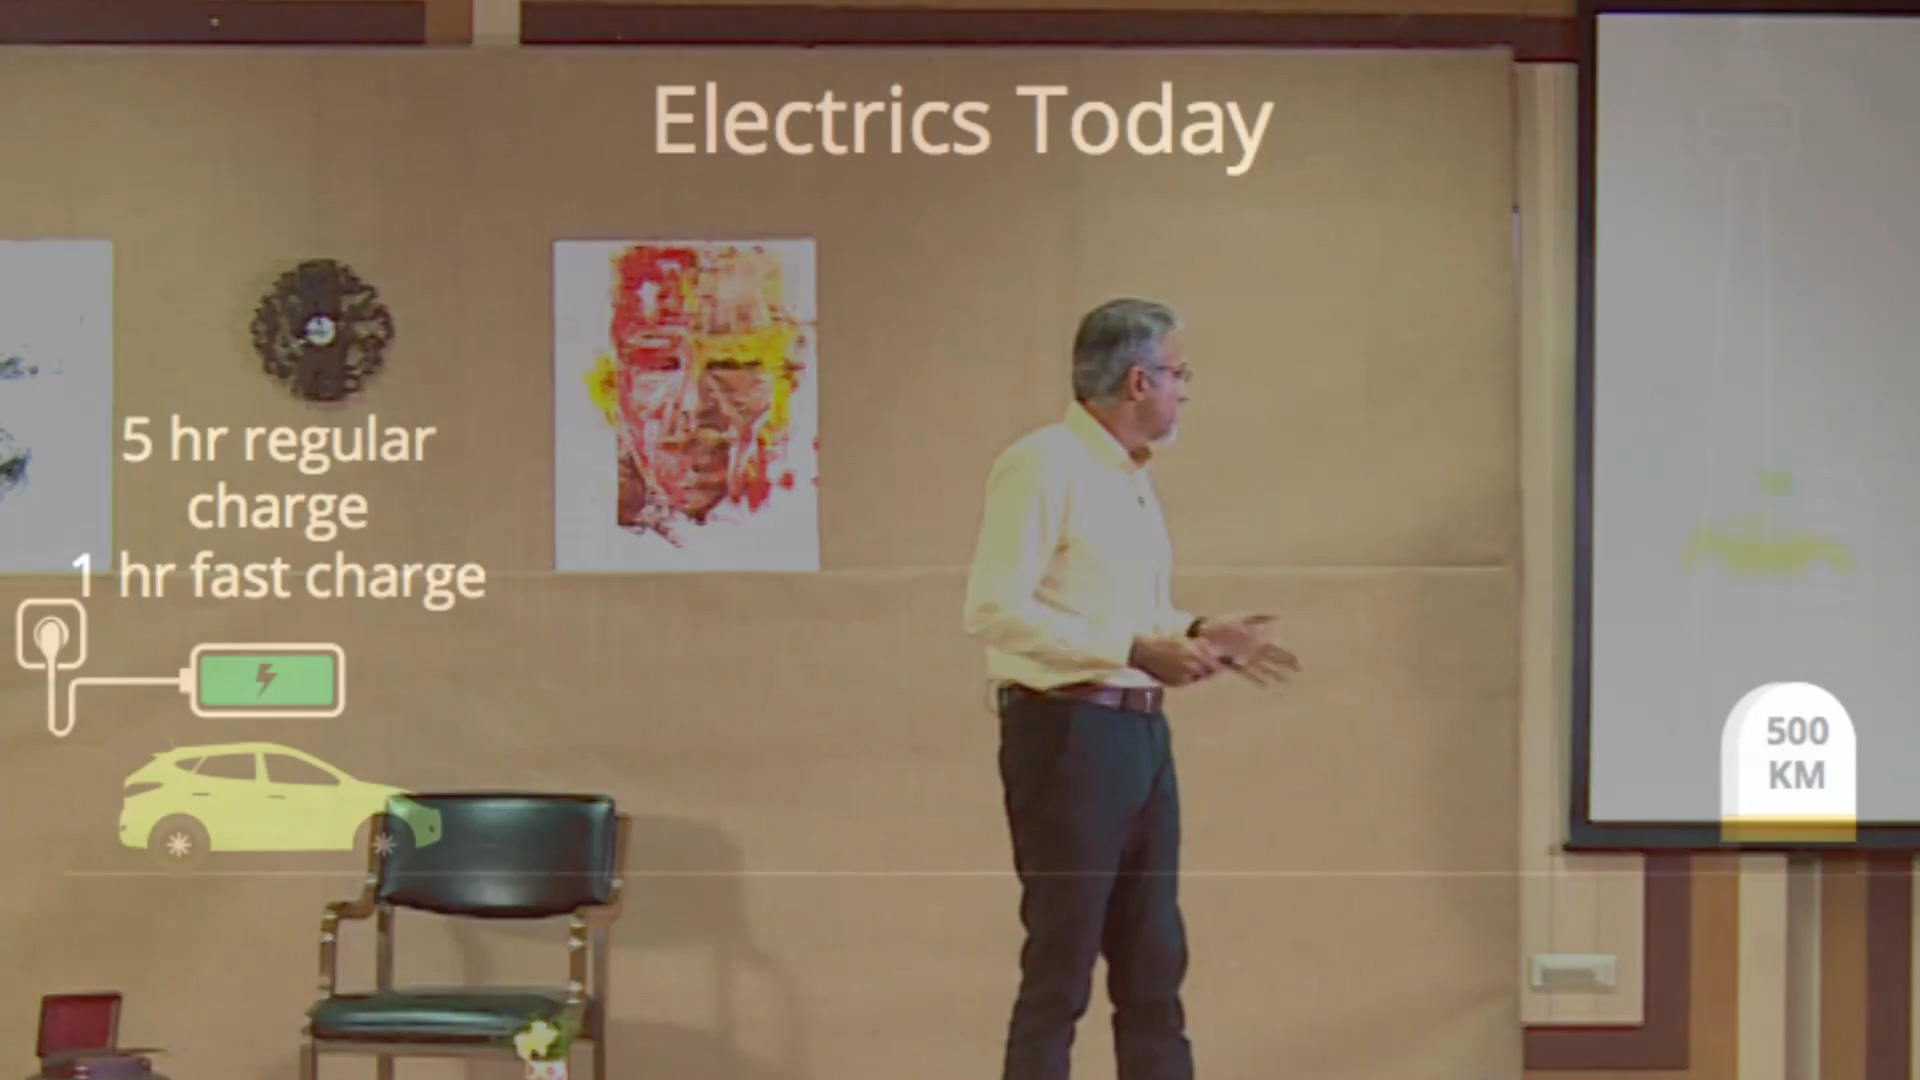 Electrics Today
5 hr regular
charge
1 hr fast charge
500
KM